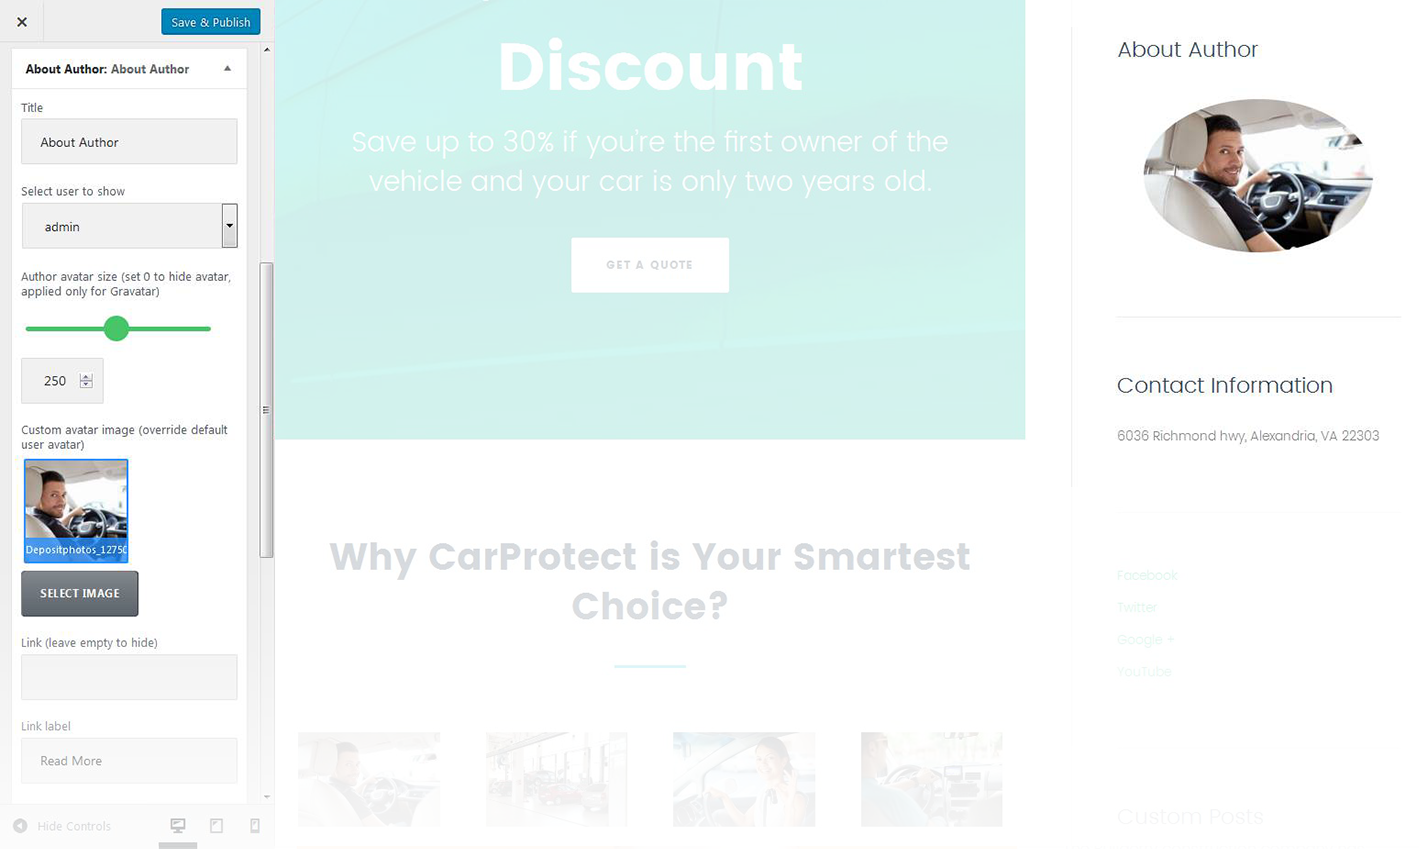 Save & Publish
About Author: About Author
Title
About Author
Select user to show
admin
Author avatar size (set 0 to hide avatar,
applied only for Gravatar)
250
Custom avatar image (override default
user avatar)
Depositphotos_1275
SELECT IMAGE
Link (leave empty to hide)
Link label
Read More
Hide Controls
Discount
Save up to 30% if you’re the first owner of the
vehicle and your car is only two years old.
GET A QUOTE
Why CarProtect is Your Smartest
Choice?
About Author
Contact Information
6036 Richmond hwy, Alexandria, VA 22303
Facebook
Twitter
Google +
YouTube
Custom Posts